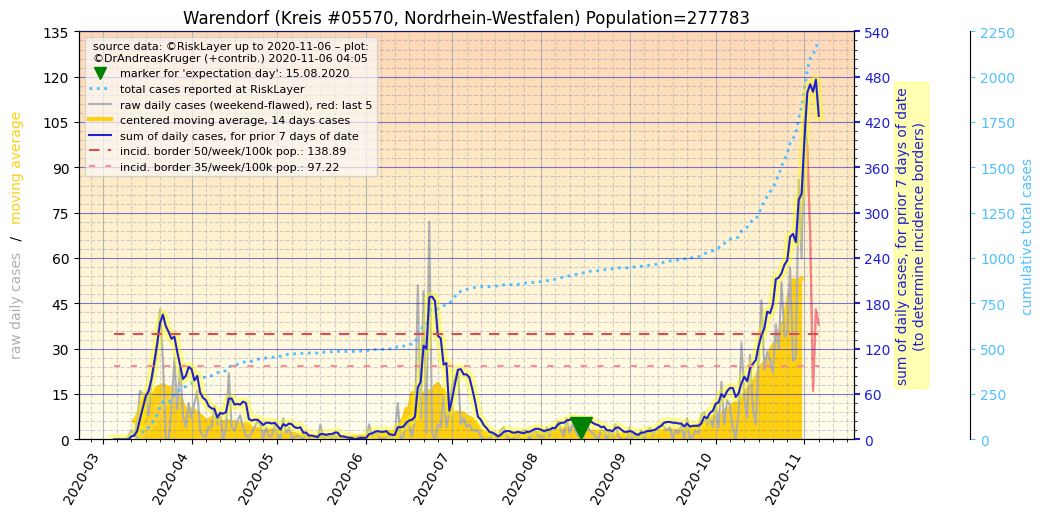 Warendorf (Kreis #05570, Nordrhein-Westfalen) Population=277783
source data: ©RiskLayer up to 2020-11-06 – plot:
©DrAndreasKruger (+contrib.) 2020-11-06 04:05
marker for 'expectation day': 15.08.2020
total cases reported at RiskLayer
raw daily cases (weekend-flawed), red: last 5
centered moving average, 14 days cases
sum of daily cases, for prior 7 days of date
incid. border 50/week/100k pop.: 138.89
incid. border 35/week/100k pop.: 97.22
raw daily cases / moving average
135
120
105
90
75
60
45
30
15
0
2020-03
2020-04
2020-05
2020-06
2020-07
2020-08
2020-09
2020-10
2020-11
540
480
420
360
300
240
180
120
60
0
sum of daily cases, for prior 7 days of date
(to determine incidence borders)
2250
2000
1750
1500
1250
1000
750
500
250
0
cumulative total cases